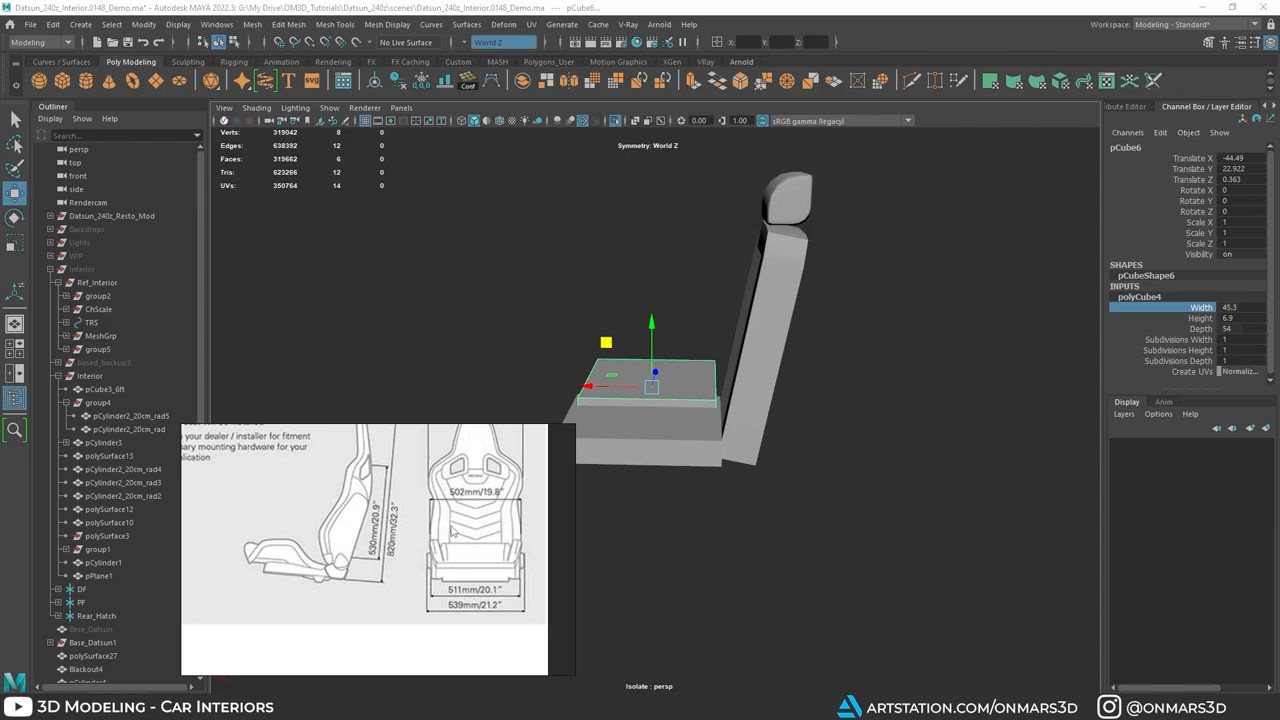 Datsun_240z_Interior.0148_Demo.ma* - Autodesk MAYA 2022.3: G:\My Drive\OM3D_Tutorials\Datsun_240z\scenes\Datsun_240z_Interior.0148_Demo.ma --- pCube6...
File Edit Create Select Modify Display Windows Mesh Edit Mesh Mesh Tools Mesh Display Curves Surfaces Deform UV Generate Cache V-Ray Arnold Help
Workspace: Modeling - Standard*
Modeling No Live Surface World Z X: Y: Z:
Curves / Surfaces Poly Modeling Sculpting Rigging Animation Rendering FX FX Caching Custom MASH Polygons_User Motion Graphics XGen V-Ray Arnold
Conf
Outliner
Display Show Help
Search...
persp
top
front
side
Rendercam
Datsun_240z_Resto_Mod
Backdrops
Lights
WIP
Interior
Ref_Interior
group2
ChScale
TRS
MeshGrp
group5
based_backup3
Interior
pCube3_6ft
group4
pCylinder2_20cm_rad5
pCylinder2_20cm_rad
pCylinder3
polySurface13
pCylinder2_20cm_rad4
pCylinder2_20cm_rad3
pCylinder2_20cm_rad2
polySurface12
polySurface10
polySurface3
group1
pCylinder1
pPlane1
DF
PF
Rear_Hatch
Base_Datsun
Base_Datsun1
polySurface27
Blackout4
View Shading Lighting Show Renderer Panels
0.00 1.00 sRGB gamma (legacy)
Verts: 319042 8 0
Edges: 638392 12 0
Faces: 319662 6 0
Tris: 623266 12 0
UVs: 350764 14 0
Symmetry: World Z
your dealer / installer for fitment
ary mounting hardware for your
lication
530mm/20.9"
820mm/32.3"
502mm/19.8"
511mm/20.1"
539mm/21.2"
Isolate : persp
bute Editor Channel Box / Layer Editor
Channels Edit Object Show
pCube6
Translate X -44.49
Translate Y 22.922
Translate Z 0.363
Rotate X 0
Rotate Y 0
Rotate Z 0
Scale X 1
Scale Y 1
Scale Z 1
Visibility on
SHAPES
pCubeShape6
INPUTS
polyCube4
Width 45.3
Height 6.9
Depth 54
Subdivisions Width 1
Subdivisions Height 1
Subdivisions Depth 1
Create UVs Normaliz...
Display Anim
Layers Options Help
3D MODELING - CAR INTERIORS
ARTSTATION.COM/ONMARS3D
@ONMARS3D